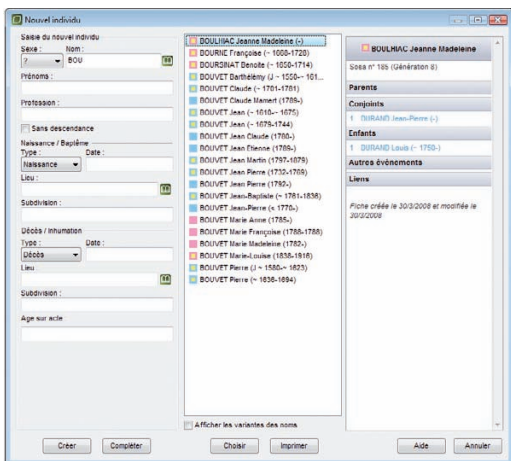 Nouvel individu
Saisie du nouvel individu
Sexe : Nom :
? BOU
Prénoms :
Profession :
Sans descendance
Naissance / Baptême
Type : Date :
Naissance
Lieu :
Subdivision :
Décès / Inhumation
Type : Date :
Décès
Lieu
Subdivision :
Age sur acte :
Créer Compléter
BOULHIAC Jeanne Madeleine (-)
BOURNE Françoise (~ 1668-1728)
BOURSINAT Benoite (~ 1650-1714)
BOUVET Barthélémy (J ~ 1550-~ 161...
BOUVET Claude (~ 1701-1781)
BOUVET Claude Mamert (1789-)
BOUVET Jean (~ 1610-~ 1675)
BOUVET Jean (~ 1679-1744)
BOUVET Jean Claude (1760-)
BOUVET Jean Etienne (1769-)
BOUVET Jean Martin (1797-1879)
BOUVET Jean Pierre (1732-1769)
BOUVET Jean Pierre (1792-)
BOUVET Jean-Baptiste (~ 1761-1836)
BOUVET Jean-Pierre (< 1770-)
BOUVET Marie Anne (1785-)
BOUVET Marie Françoise (1788-1788)
BOUVET Marie Madeleine (1782-)
BOUVET Marie-Louise (1838-1916)
BOUVET Pierre (J ~ 1580-~ 1623)
BOUVET Pierre (~ 1636-1694)
Afficher les variantes des noms
Choisir Imprimer
BOULHIAC Jeanne Madeleine
Sosa n° 185 (Génération 8)
Parents
Conjoints
1 DURAND Jean-Pierre (-)
Enfants
1 DURAND Louis (~ 1750-)
Autres évènements
Liens
Fiche créée le 30/3/2008 et modifiée le
30/3/2008
Aide Annuler